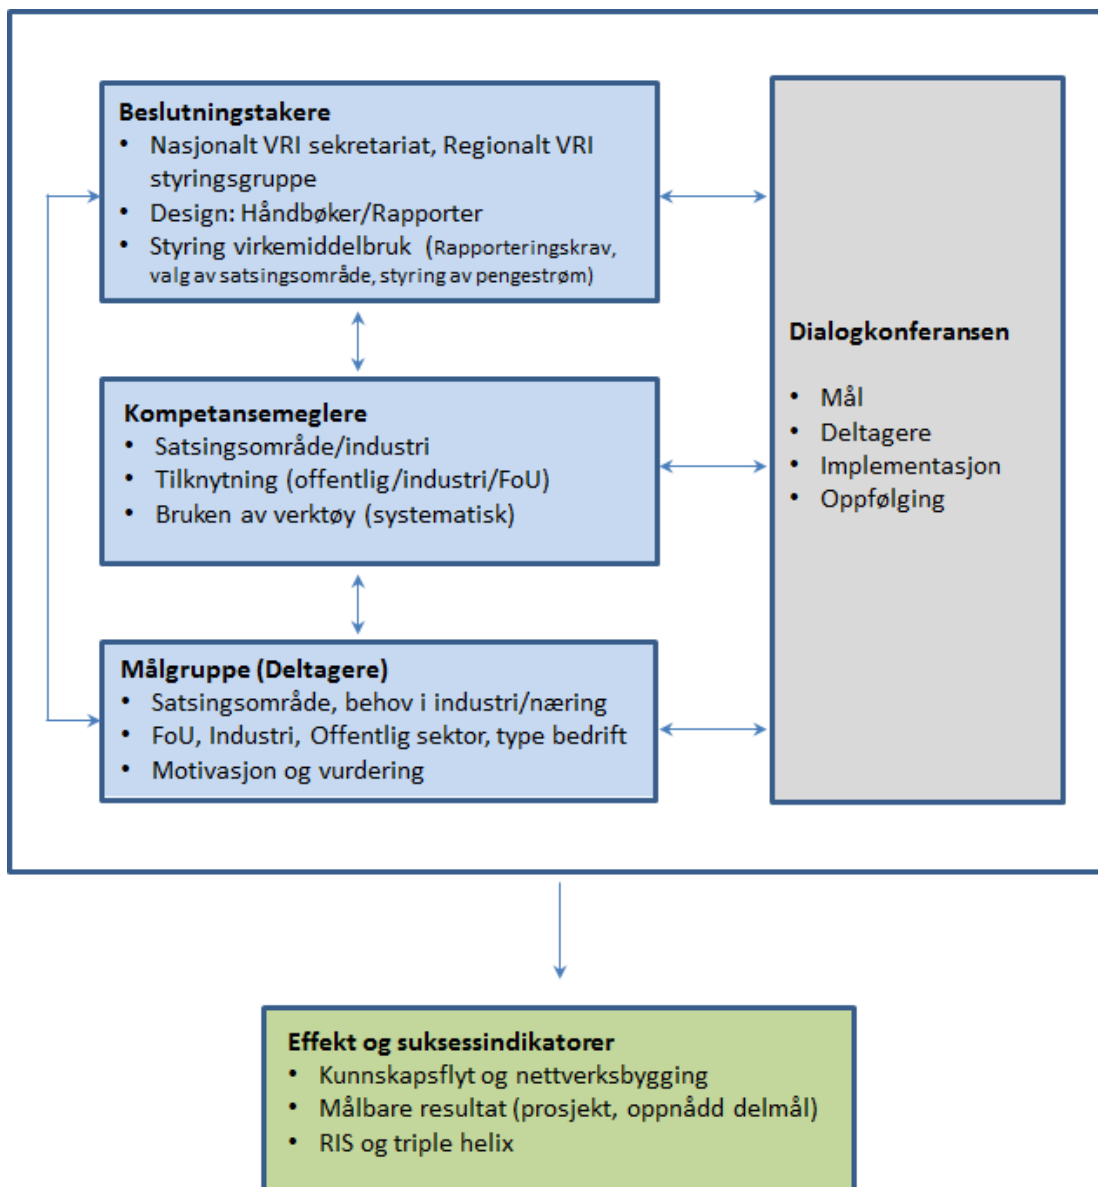 Beslutningstakere
• Nasjonalt VRI sekretariat, Regionalt VRI
styringsgruppe
• Design: Håndbøker/Rapporter
• Styring virkemiddelbruk (Rapporteringskrav,
valg av satsingsområde, styring av pengestrøm)
Kompetansemeglere
• Satsingsområde/industri
• Tilknytning (offentlig/industri/FoU)
• Bruken av verktøy (systematisk)
Målgruppe (Deltagere)
• Satsingsområde, behov i industri/næring
• FoU, Industri, Offentlig sektor, type bedrift
• Motivasjon og vurdering
Dialogkonferansen
• Mål
• Deltagere
• Implementasjon
• Oppfølging
Effekt og suksessindikatorer
• Kunnskapsflyt og nettverksbygging
• Målbare resultat (prosjekt, oppnådd delmål)
• RIS og triple helix